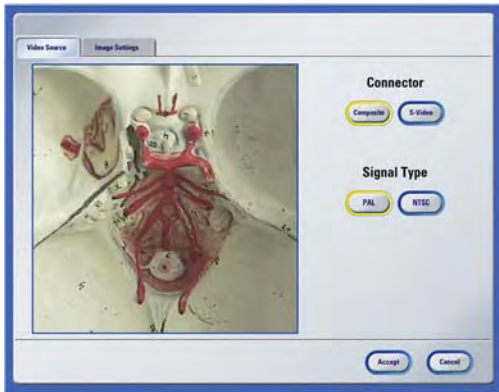 Video Source Image Settings
Connector
Composite S-Video
Signal Type
PAL NTSC
Accept Cancel